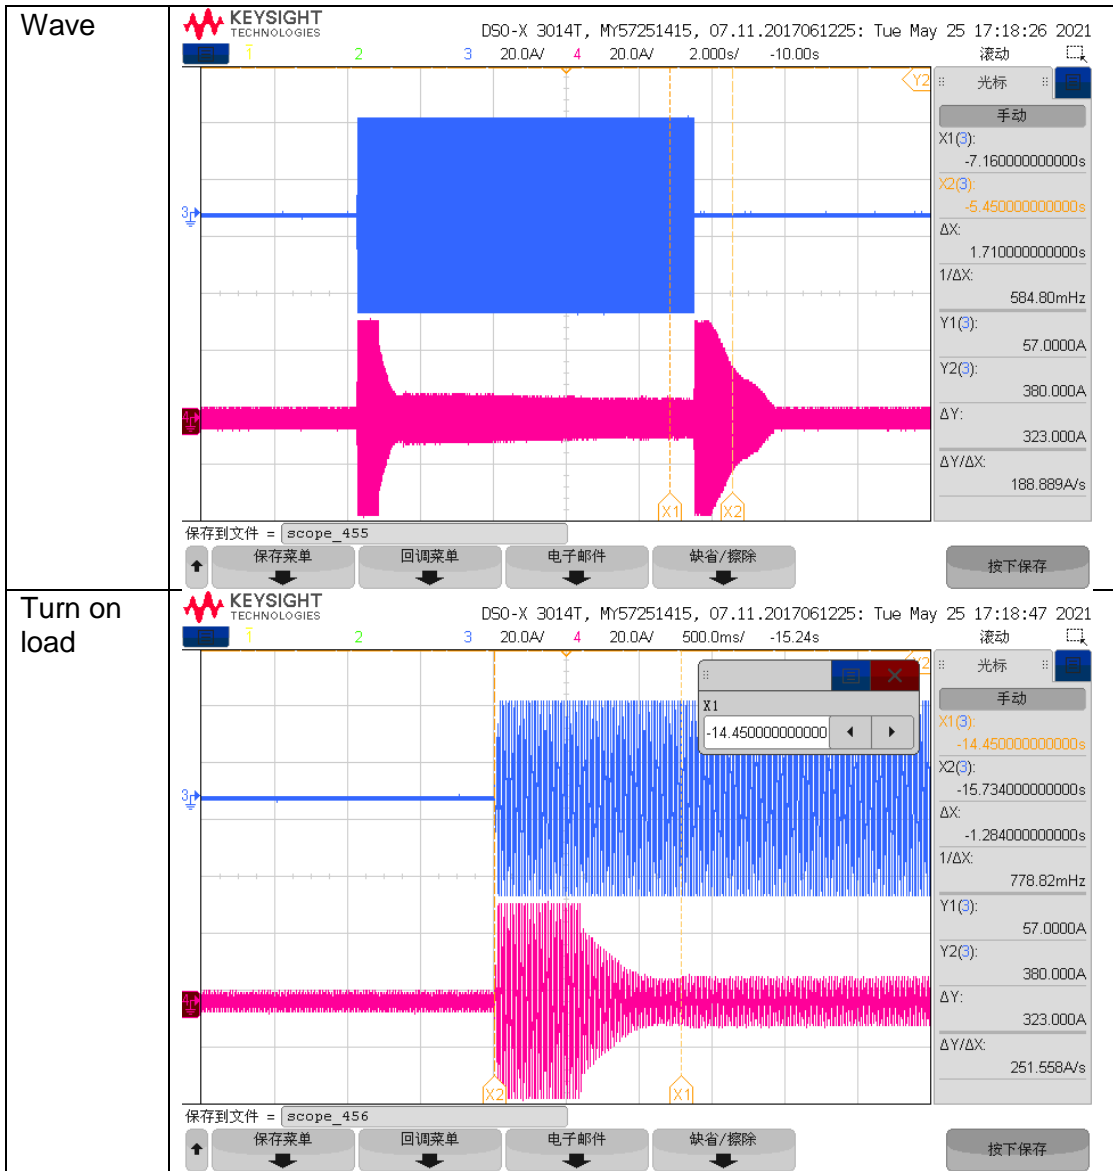 Wave
KEYSIGHT
TECHNOLOGIES
DSO-X 3014T, MY57251415, 07.11.2017061225: Tue May 25 17:18:26 2021
1 2 3 20.0A/ 4 20.0A/ 2.000s/ -10.00s 滚动
Y2
光标
手动
X1(3):
-7.160000000000s
X2(3):
-5.450000000000s
ΔX:
1.710000000000s
1/ΔX:
584.80mHz
Y1(3):
57.0000A
Y2(3):
380.000A
ΔY:
323.000A
ΔY/ΔX:
188.889A/s
3
4
X1 X2
保存到文件 = scope_455
保存菜单 回调菜单 电子邮件 缺省/擦除 按下保存
Turn on
load
KEYSIGHT
TECHNOLOGIES
DSO-X 3014T, MY57251415, 07.11.2017061225: Tue May 25 17:18:47 2021
1 2 3 20.0A/ 4 20.0A/ 500.0ms/ -15.24s 滚动
Y2
X1
-14.450000000000
光标
手动
X1(3):
-14.450000000000s
X2(3):
-15.734000000000s
ΔX:
-1.284000000000s
1/ΔX:
778.82mHz
Y1(3):
57.0000A
Y2(3):
380.000A
ΔY:
323.000A
ΔY/ΔX:
251.558A/s
3
4
X2 X1
保存到文件 = scope_456
保存菜单 回调菜单 电子邮件 缺省/擦除 按下保存